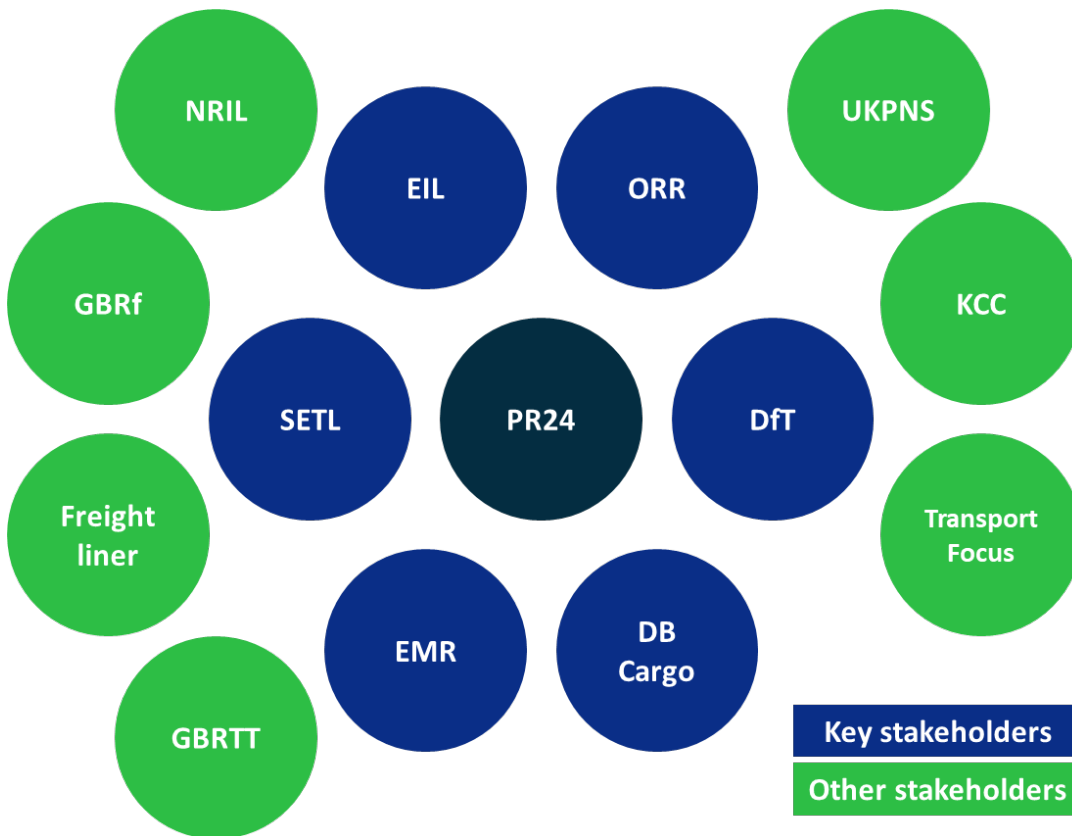 NRIL
UKPNS
EIL
ORR
GBRf
KCC
SETL
PR24
DfT
Freight
liner
Transport
Focus
EMR
DB
Cargo
GBRTT
Key stakeholders
Other stakeholders